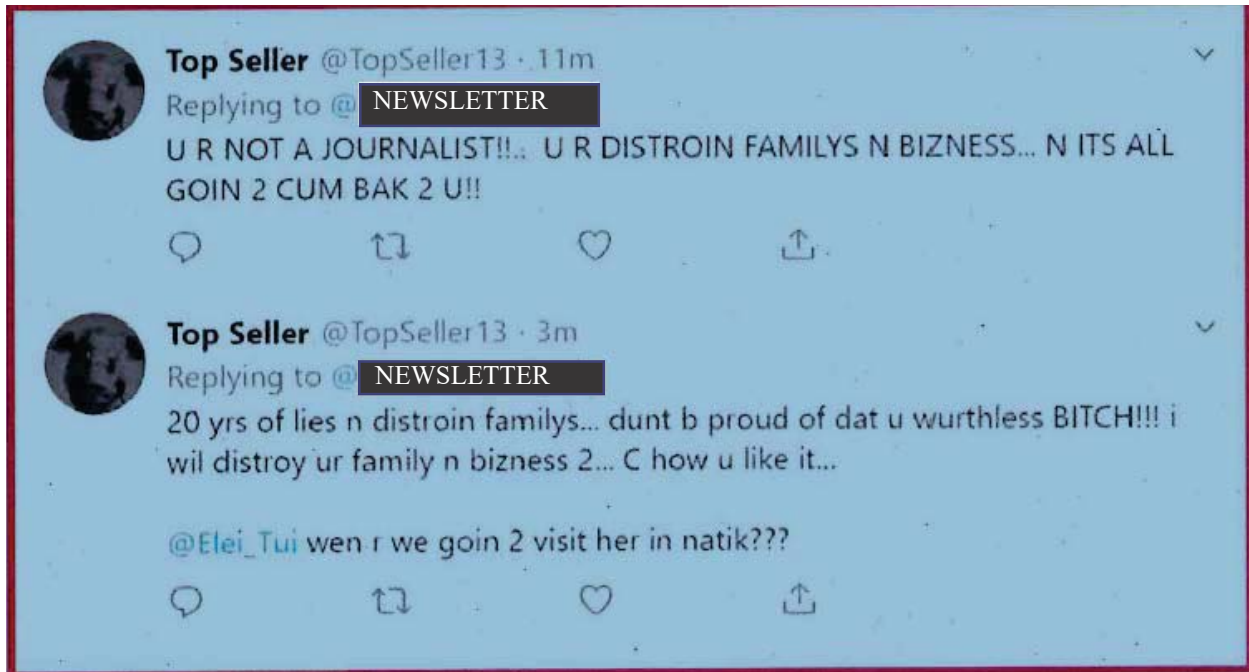 Top Seller @TopSeller13 · 11m
Replying to @ NEWSLETTER
U R NOT A JOURNALIST!!.. U R DISTROIN FAMILYS N BIZNESS... N ITS ALL
GOIN 2 CUM BAK 2 U!!
Top Seller @TopSeller13 · 3m
Replying to @ NEWSLETTER
20 yrs of lies n distroin familys... dunt b proud of dat u wurthless BITCH!!! i
wil distroy ur family n bizness 2... C how u like it...
@Elei_Tui wen r we goin 2 visit her in natik???